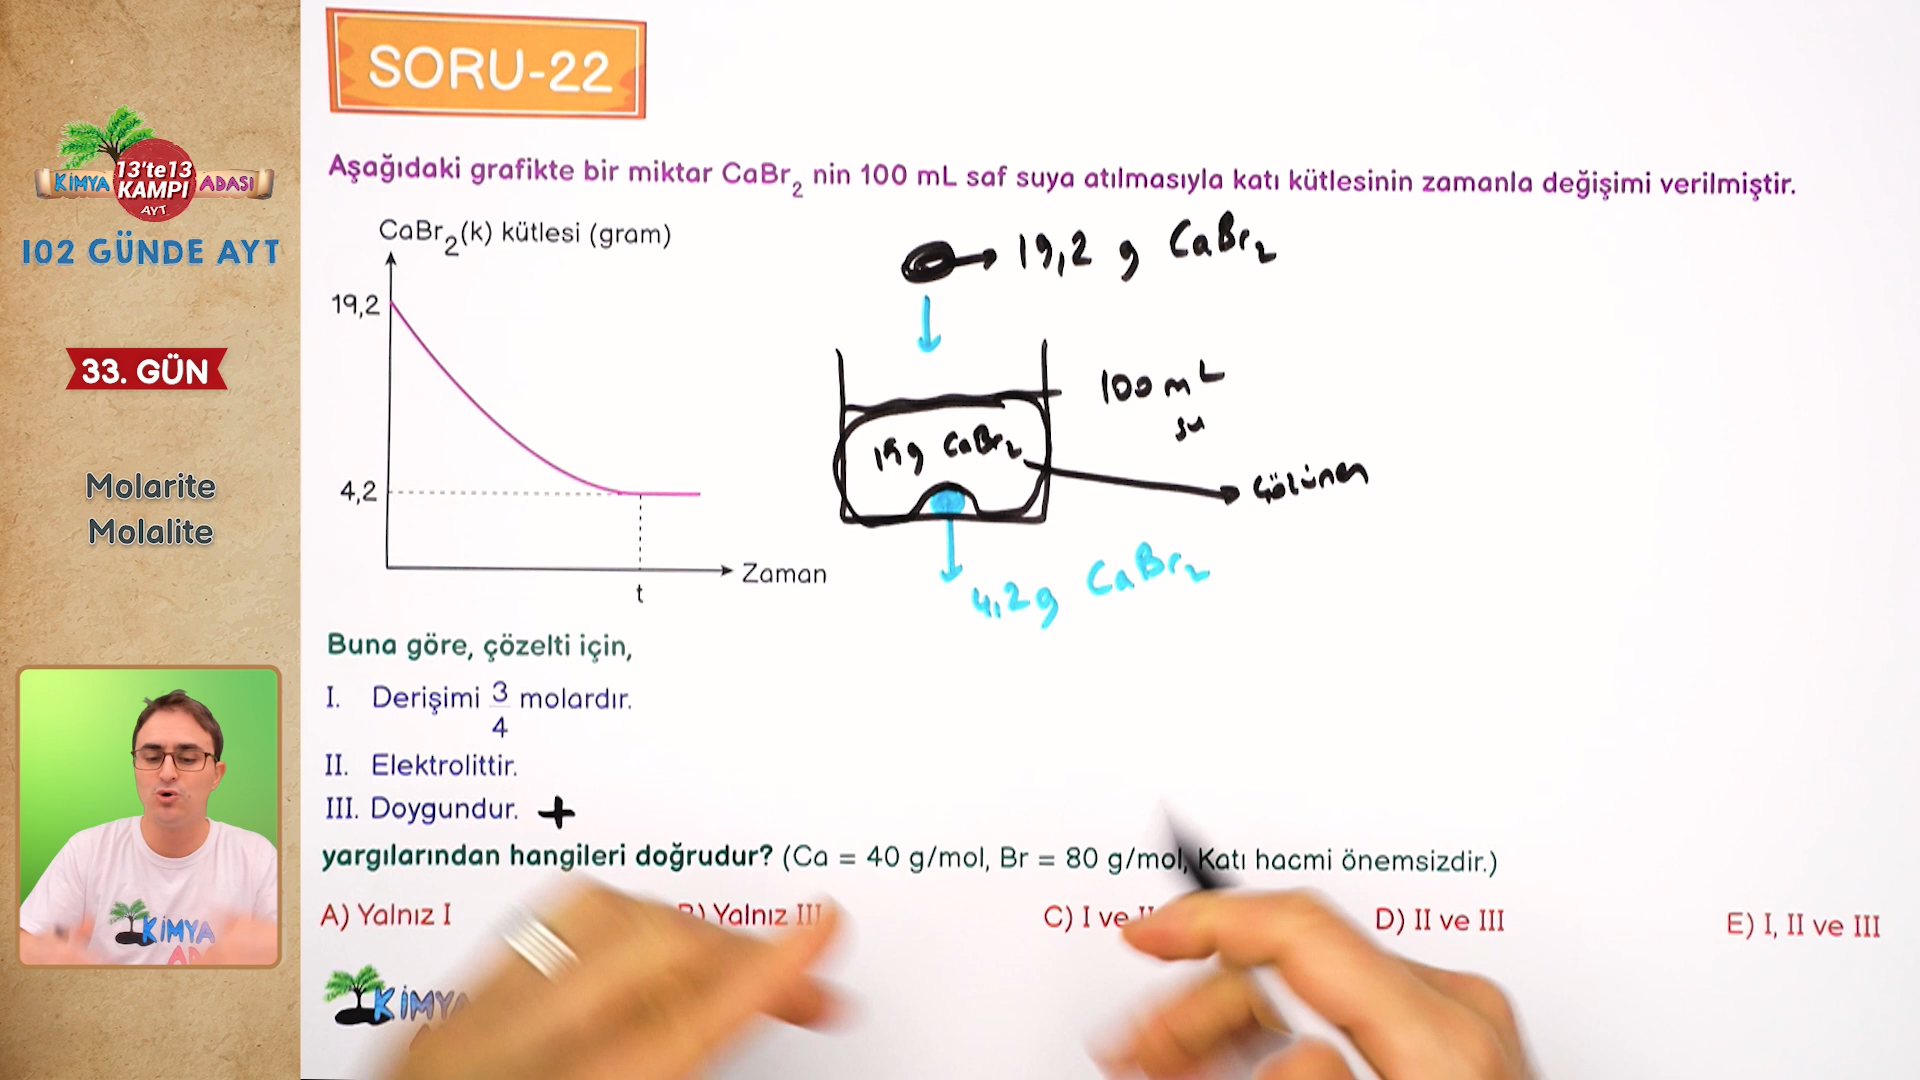 SORU-22
13'te13
KİMYA KAMPI ADASI
AYT
102 GÜNDE AYT
33. GÜN
Molarite
Molalite
Aşağıdaki grafikte bir miktar CaBr2 nin 100 mL saf suya atılmasıyla katı kütlesinin zamanla değişimi verilmiştir.
CaBr2(k) kütlesi (gram)
19,2
4,2
Zaman
t
19,2 g CaBr2
100 mL
su
15g CaBr2
Çözünen
4,2g CaBr2
Buna göre, çözelti için,
I. Derişimi 3/4 molardır.
II. Elektrolittir.
III. Doygundur. +
yargılarından hangileri doğrudur? (Ca = 40 g/mol, Br = 80 g/mol, Katı hacmi önemsizdir.)
A) Yalnız I
B) Yalnız III
C) I ve
D) II ve III
E) I, II ve III
KİMYA
KİMYA